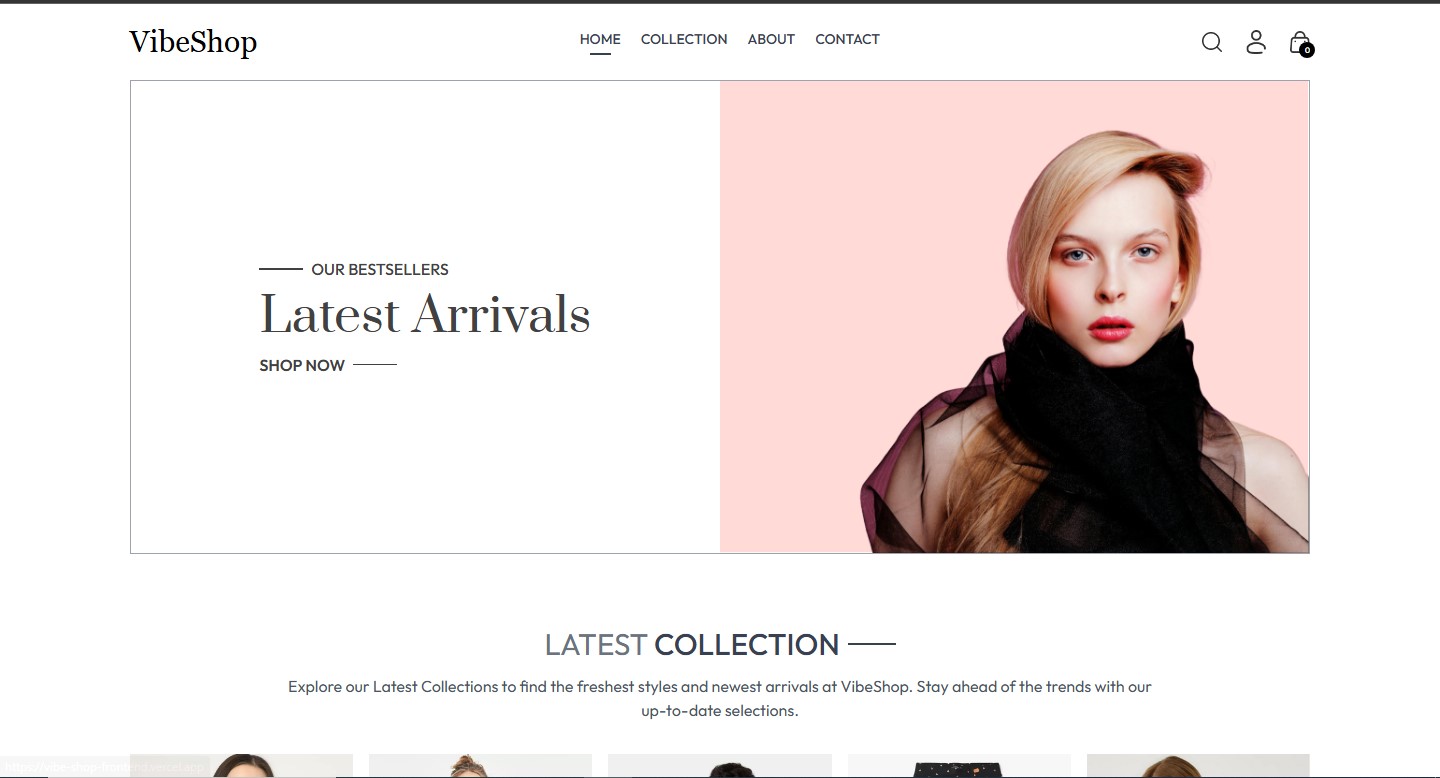 VibeShop
HOME COLLECTION ABOUT CONTACT
0
OUR BESTSELLERS
Latest Arrivals
SHOP NOW
LATEST COLLECTION
Explore our Latest Collections to find the freshest styles and newest arrivals at VibeShop. Stay ahead of the trends with our
up-to-date selections.